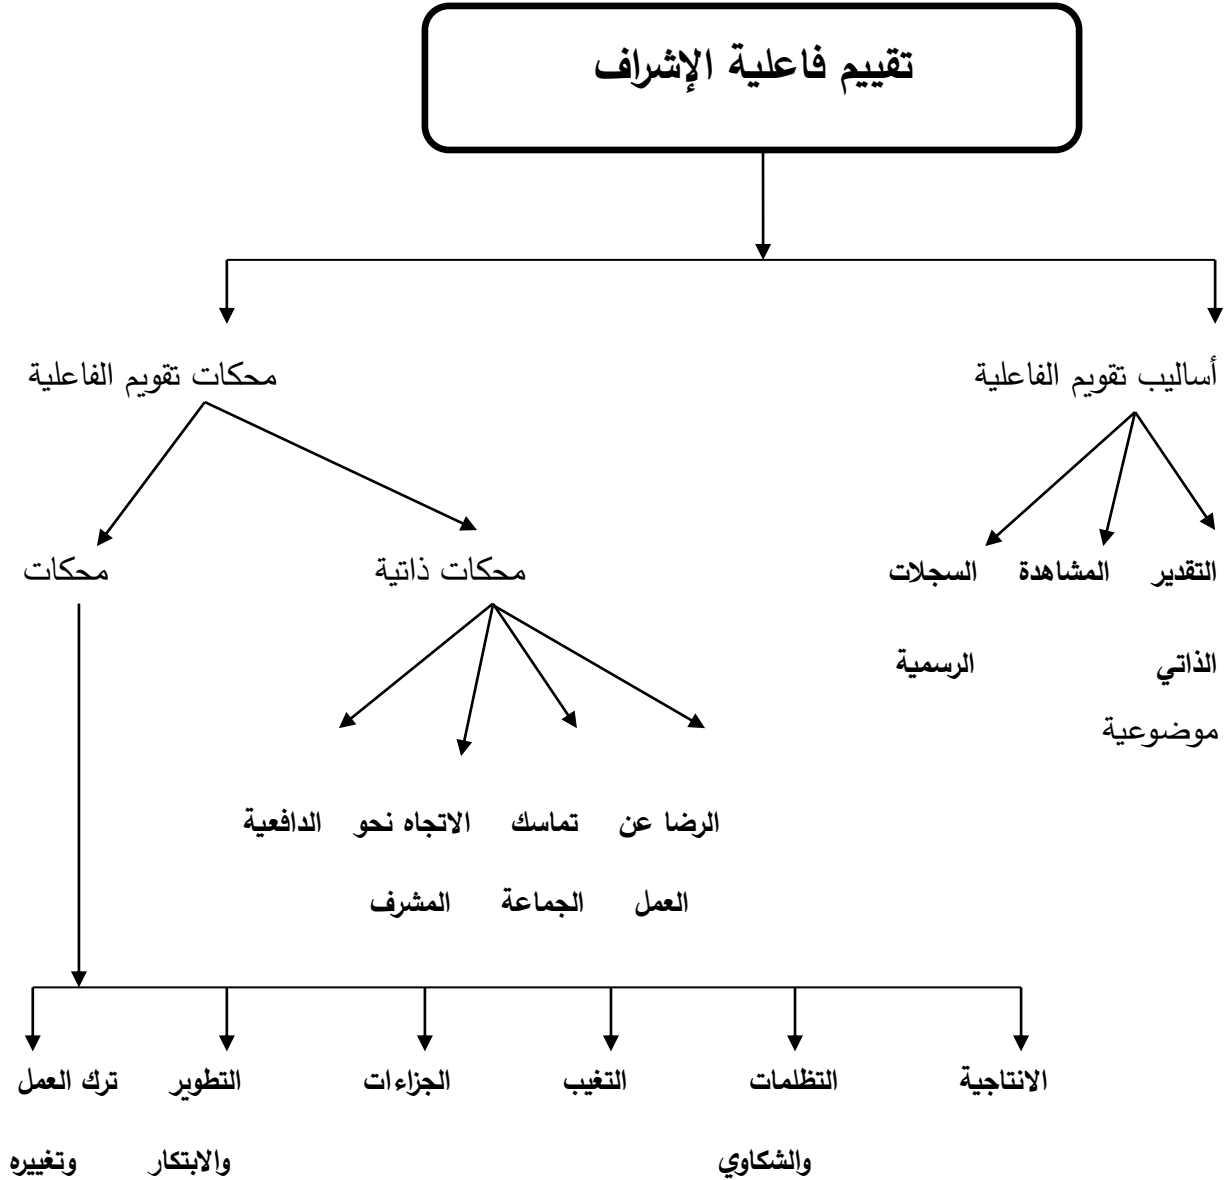 تقييم فاعلية الإشراف
أساليب تقويم الفاعلية محكات تقويم الفاعلية
التقدير المشاهدة السجلات محكات ذاتية محكات
الذاتي الرسمية
موضوعية
الرضا عن تماسك الاتجاه نحو الدافعية
العمل الجماعة المشرف
الانتاجية التظلمات التغيب الجزاءات التطوير ترك العمل
والشكاوي والابتكار وتغييره